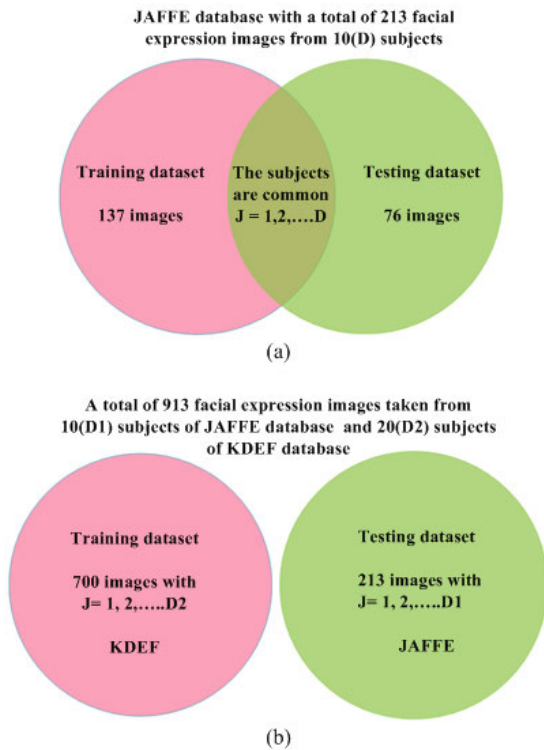 JAFFE database with a total of 213 facial
expression images from 10(D) subjects
Training dataset
137 images
The subjects
are common
J = 1,2,....D
Testing dataset
76 images
(a)
A total of 913 facial expression images taken from
10(D1) subjects of JAFFE database and 20(D2) subjects
of KDEF database
Training dataset
700 images with
J= 1, 2,.....D2
KDEF
Testing dataset
213 images with
J= 1, 2,.....D1
JAFFE
(b)